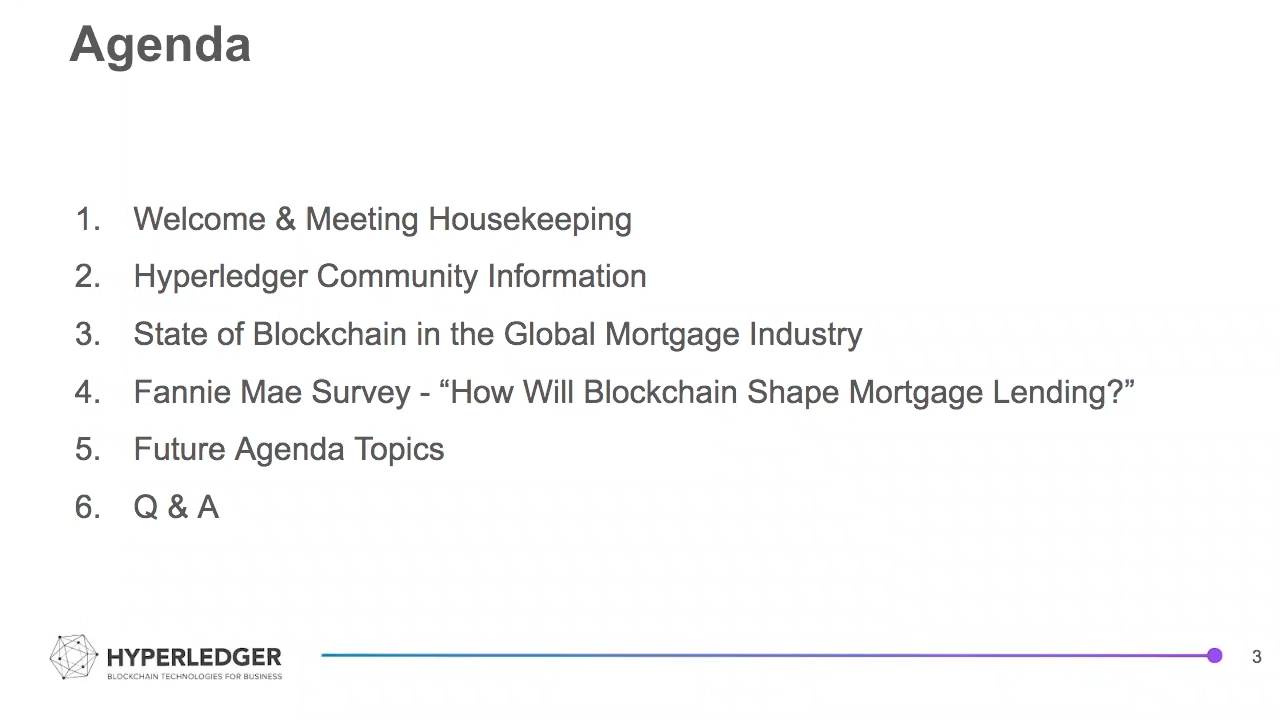 Agenda
1. Welcome & Meeting Housekeeping
2. Hyperledger Community Information
3. State of Blockchain in the Global Mortgage Industry
4. Fannie Mae Survey - “How Will Blockchain Shape Mortgage Lending?”
5. Future Agenda Topics
6. Q & A
HYPERLEDGER
BLOCKCHAIN TECHNOLOGIES FOR BUSINESS
3